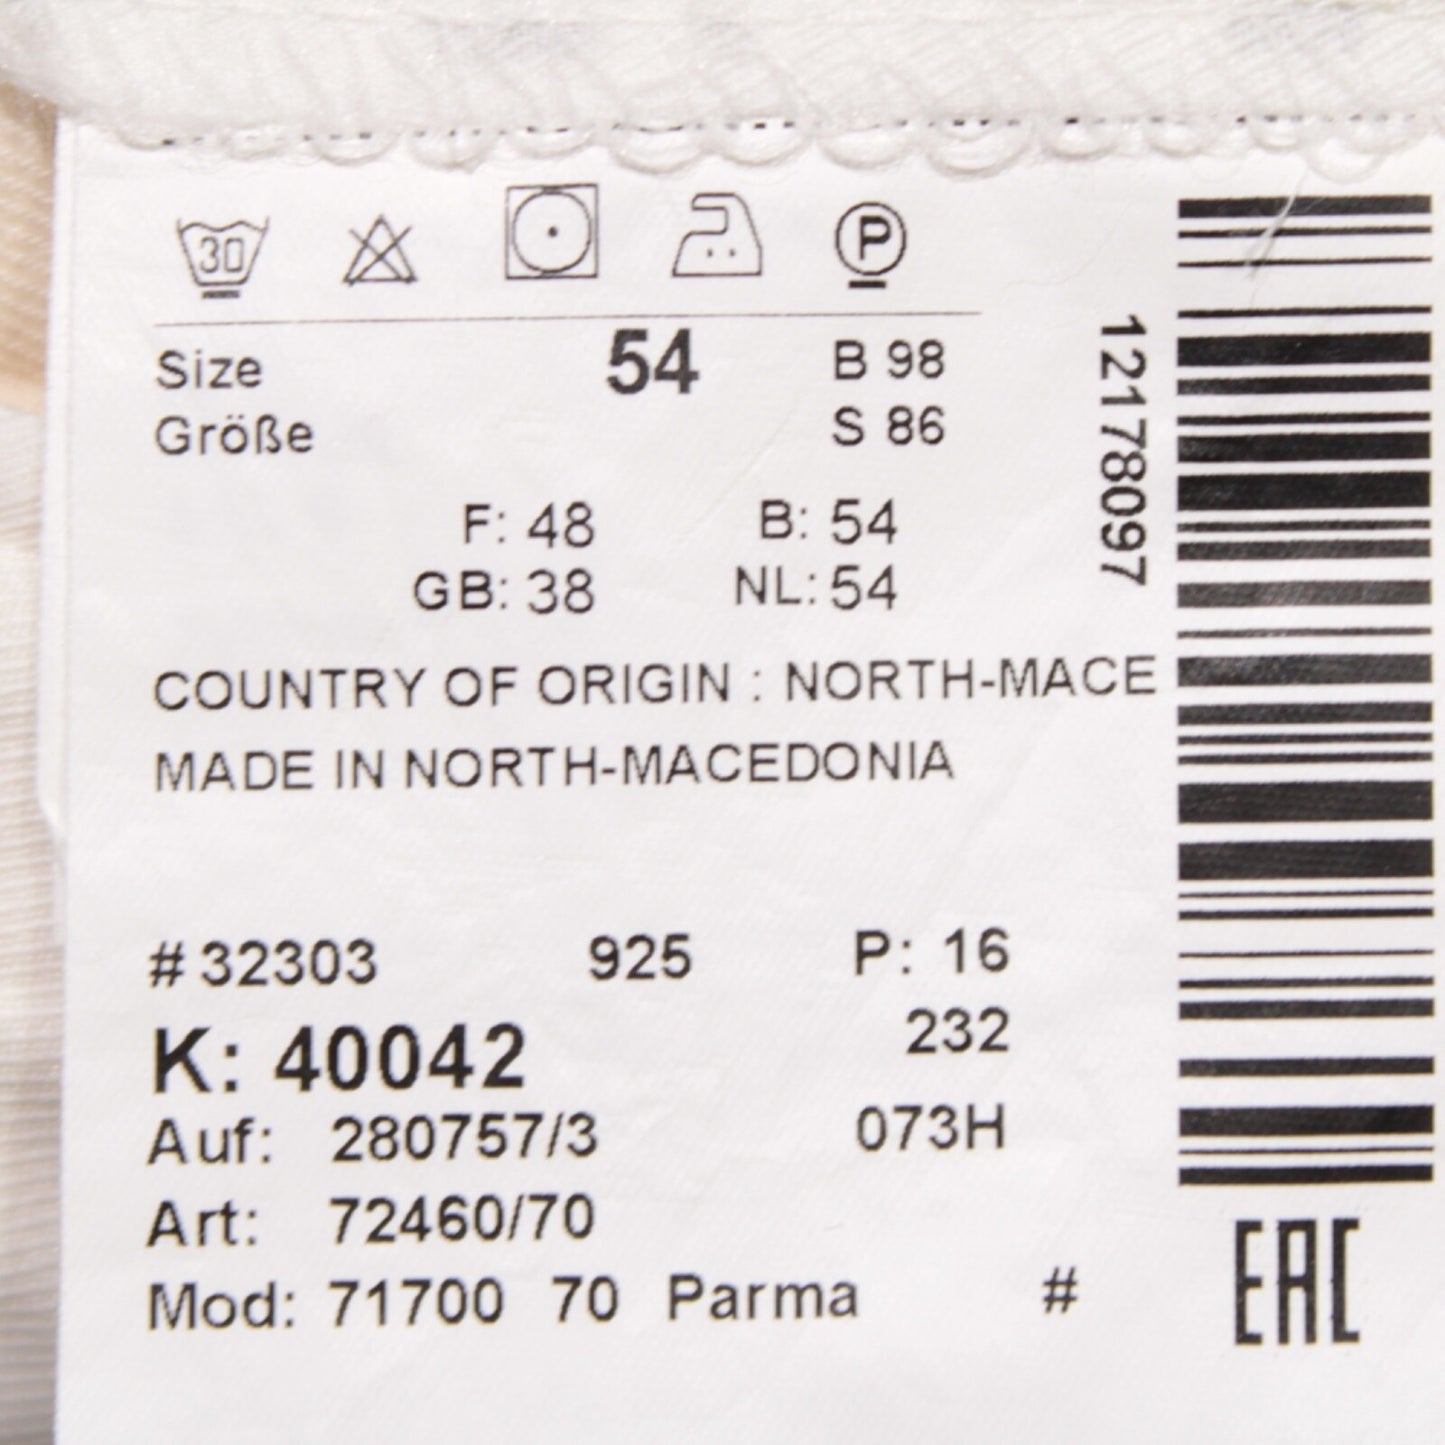 30 P
Size 54 B 98
Größe S 86
F: 48 B: 54
GB: 38 NL: 54
COUNTRY OF ORIGIN : NORTH-MACE
MADE IN NORTH-MACEDONIA
#32303 925 P: 16
K: 40042 232
Auf: 280757/3 073H
Art: 72460/70
Mod: 71700 70 Parma #
12178097
EAC